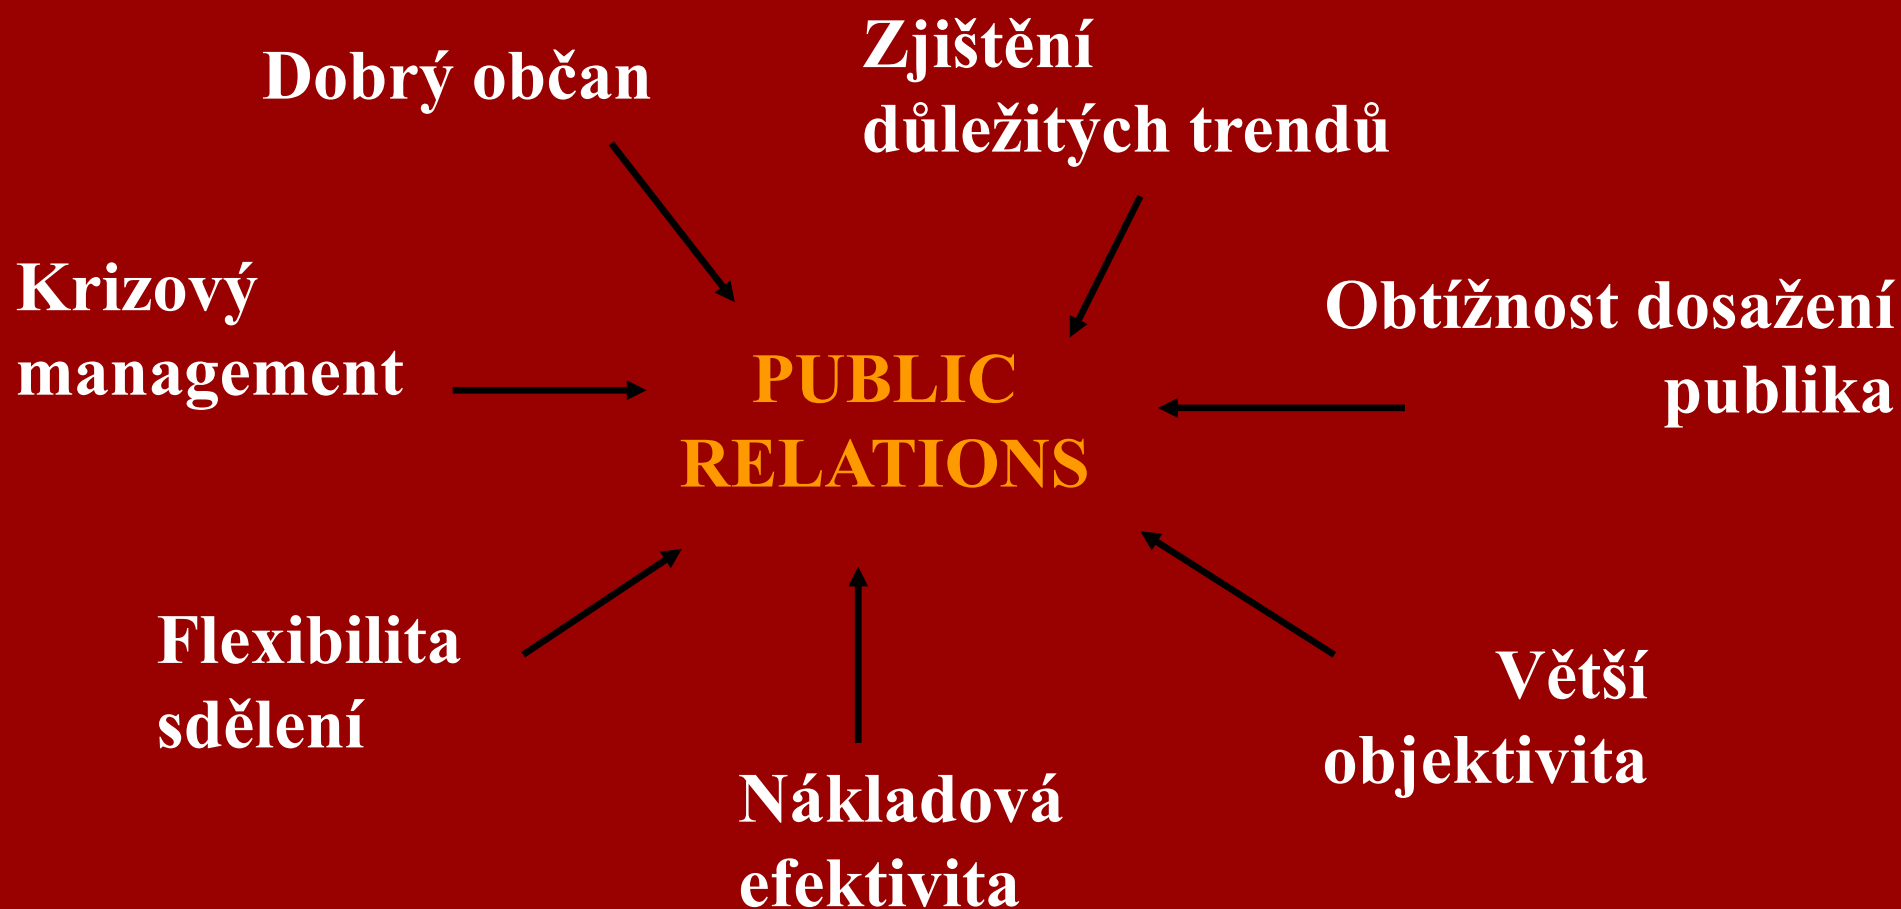 Dobrý občan
Zjištění
důležitých trendů
Krizový
management
Obtížnost dosažení
publika
PUBLIC
RELATIONS
Flexibilita
sdělení
Větší
objektivita
Nákladová
efektivita